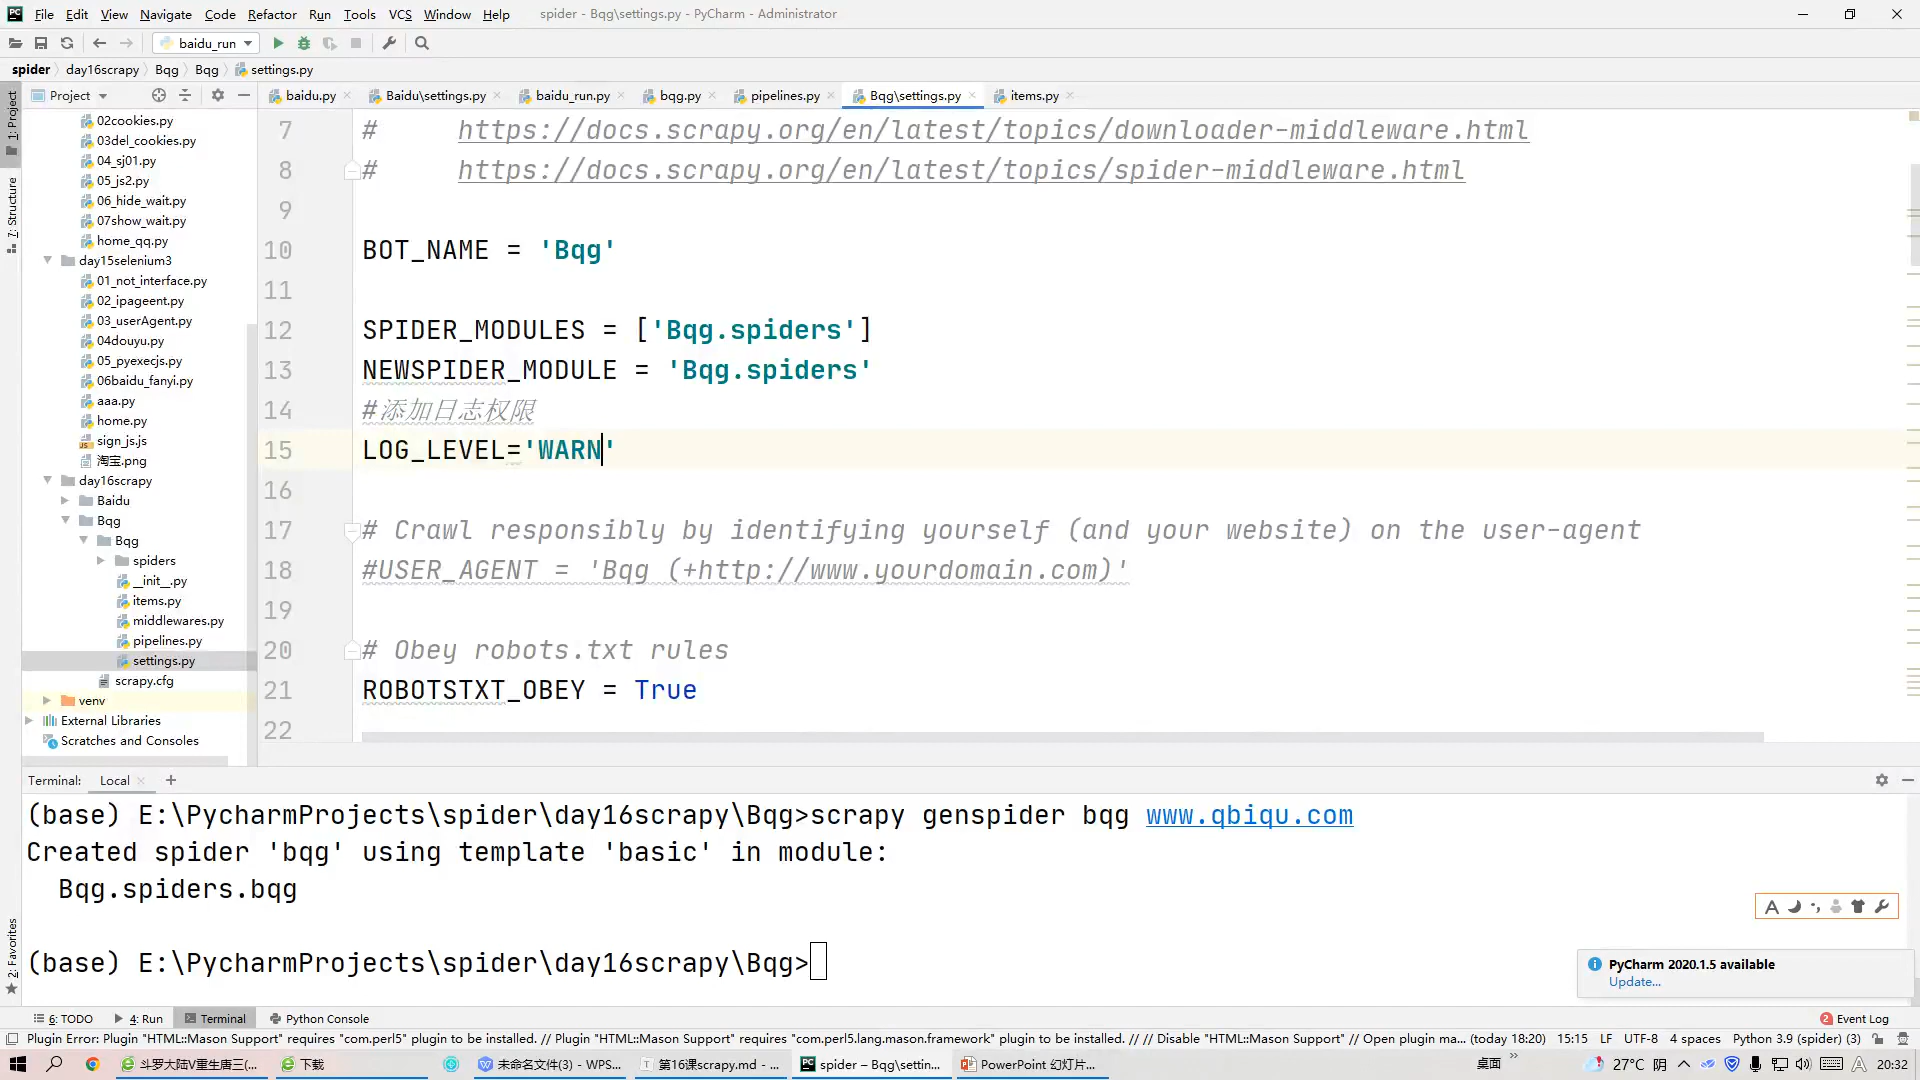 File Edit View Navigate Code Refactor Run Tools VCS Window Help spider - Bqg\settings.py - PyCharm - Administrator
baidu_run
spider day16scrapy Bqg Bqg settings.py
Project baidu.py Baidu\settings.py baidu_run.py bqg.py pipelines.py Bqg\settings.py items.py
1: Project
7: Structure
2: Favorites
02cookies.py
03del_cookies.py
04_sj01.py
05_js2.py
06_hide_wait.py
07show_wait.py
home_qq.py
day15selenium3
01_not_interface.py
02_ipageent.py
03_userAgent.py
04douyu.py
05_pyexecjs.py
06baidu_fanyi.py
aaa.py
home.py
sign_js.js
淘宝.png
day16scrapy
Baidu
Bqg
Bqg
spiders
__init__.py
items.py
middlewares.py
pipelines.py
settings.py
scrapy.cfg
venv
External Libraries
Scratches and Consoles
7 # https://docs.scrapy.org/en/latest/topics/downloader-middleware.html
8 # https://docs.scrapy.org/en/latest/topics/spider-middleware.html
9
10 BOT_NAME = 'Bqg'
11
12 SPIDER_MODULES = ['Bqg.spiders']
13 NEWSPIDER_MODULE = 'Bqg.spiders'
14 #添加日志权限
15 LOG_LEVEL='WARN'
16
17 # Crawl responsibly by identifying yourself (and your website) on the user-agent
18 #USER_AGENT = 'Bqg (+http://www.yourdomain.com)'
19
20 # Obey robots.txt rules
21 ROBOTSTXT_OBEY = True
22
Terminal: Local +
(base) E:\PycharmProjects\spider\day16scrapy\Bqg>scrapy genspider bqg www.qbiqu.com
Created spider 'bqg' using template 'basic' in module:
Bqg.spiders.bqg
(base) E:\PycharmProjects\spider\day16scrapy\Bqg>
PyCharm 2020.1.5 available
Update...
6: TODO 4: Run Terminal Python Console 2 Event Log
Plugin Error: Plugin "HTML::Mason Support" requires "com.perl5" plugin to be installed. // Plugin "HTML::Mason Support" requires "com.perl5.lang.mason.framework" plugin to be installed. // // Disable "HTML::Mason Support" // Open plugin ma... (today 18:20) 15:15 LF UTF-8 4 spaces Python 3.9 (spider) (3)
斗罗大陆V重生唐三(... 下载 未命名文件(3) - WPS... 第16课scrapy.md - ... spider – Bqg\settin... PowerPoint 幻灯片... 桌面 27°C 阴 20:32